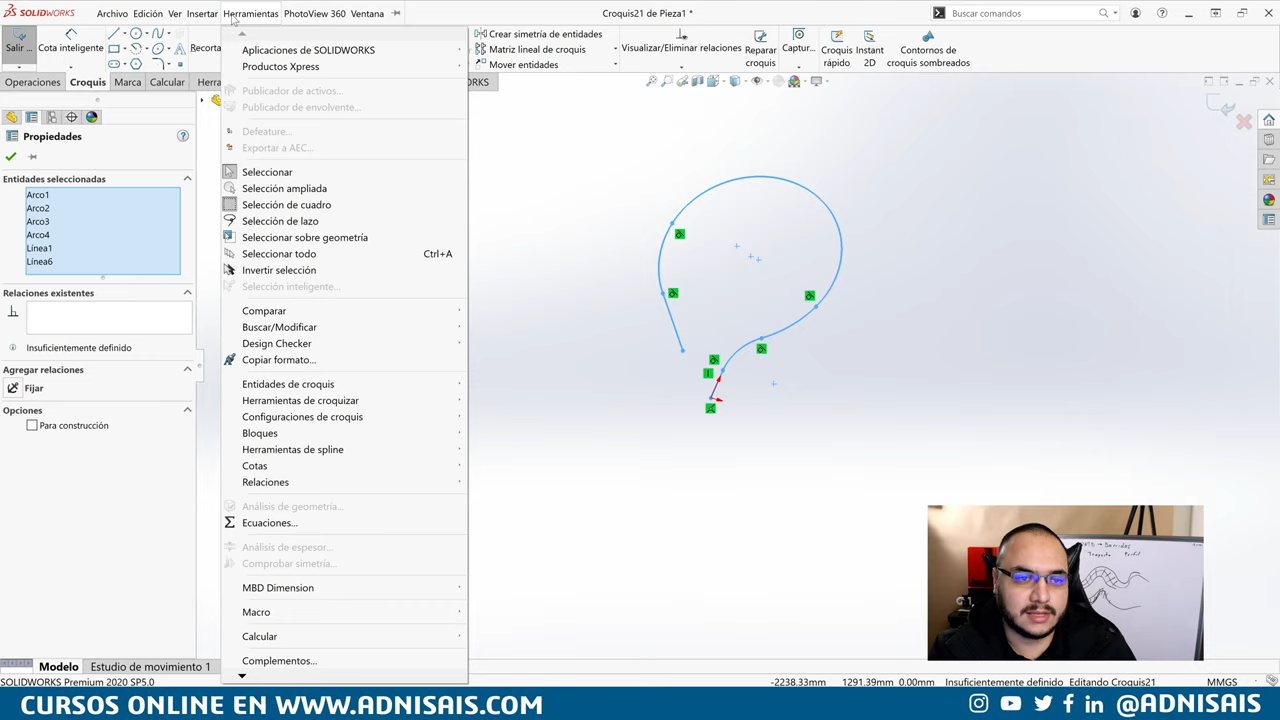 SOLIDWORKS Archivo Edición Ver Insertar Herramientas PhotoView 360 Ventana Croquis21 de Pieza1 * Buscar comandos
Salir ... Cota inteligente Recorta
Crear simetría de entidades
Matriz lineal de croquis
Mover entidades
Visualizar/Eliminar relaciones
Reparar croquis
Captur...
Croquis rápido
Instant 2D
Contornos de croquis sombreados
Operaciones Croquis Marca Calcular Herra RKS
Propiedades
Entidades seleccionadas
Arco1
Arco2
Arco3
Arco4
Línea1
Línea6
Relaciones existentes
Insuficientemente definido
Agregar relaciones
Fijar
Opciones
Para construcción
Aplicaciones de SOLIDWORKS
Productos Xpress
Publicador de activos...
Publicador de envolvente...
Defeature...
Exportar a AEC...
Seleccionar
Selección ampliada
Selección de cuadro
Selección de lazo
Seleccionar sobre geometría
Seleccionar todo Ctrl+A
Invertir selección
Selección inteligente...
Comparar
Buscar/Modificar
Design Checker
Copiar formato...
Entidades de croquis
Herramientas de croquizar
Configuraciones de croquis
Bloques
Herramientas de spline
Cotas
Relaciones
Análisis de geometría...
Ecuaciones...
Análisis de espesor...
Comprobar simetría...
MBD Dimension
Macro
Calcular
Complementos...
Modelo Estudio de movimiento 1
SOLIDWORKS Premium 2020 SP5.0 -2238.33mm 1291.39mm 0.00mm Insuficientemente definido Editando Croquis21 MMGS
CURSOS ONLINE EN WWW.ADNISAIS.COM @ADNISAIS